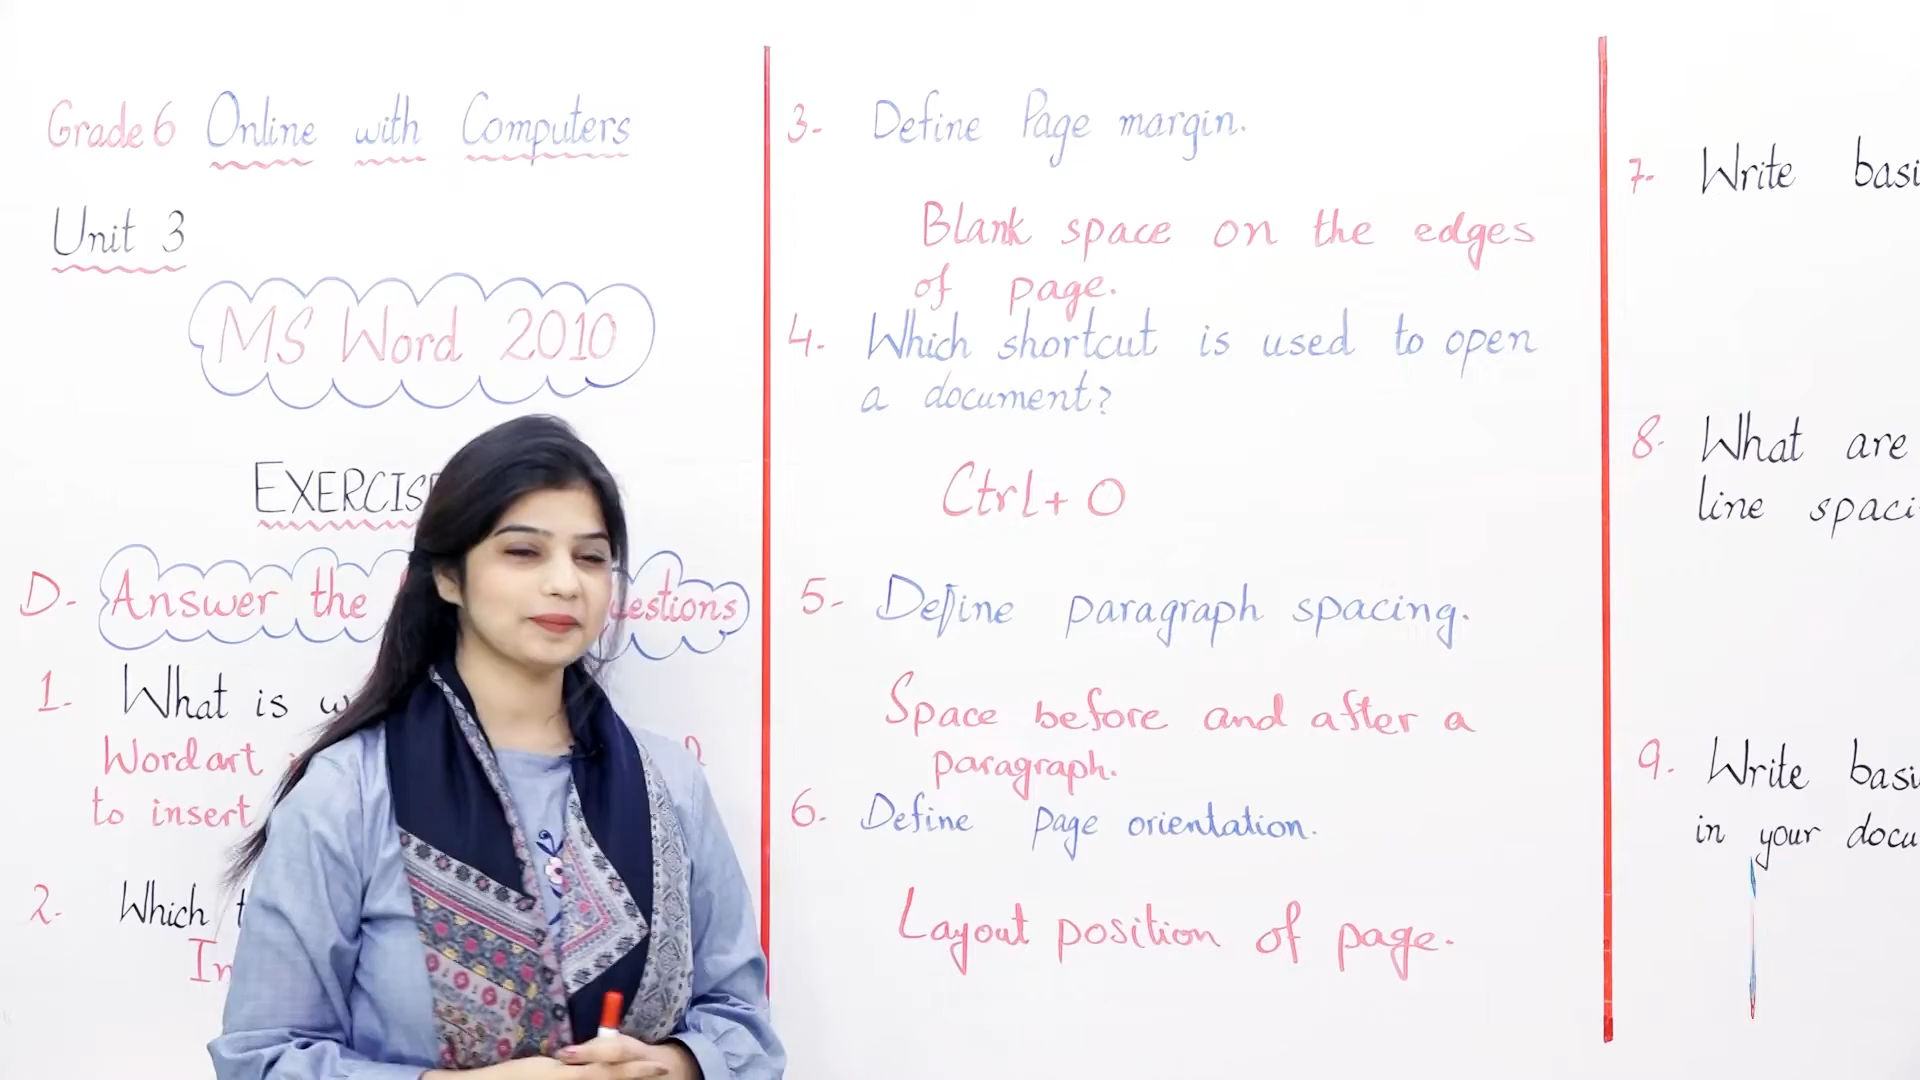 Grade 6 Online with Computers
Unit 3
MS Word 2010
EXERCISE
D- Answer the
1- What is
Wordart
to insert
2- Which
3- Define Page margin.
Blank space on the edges
of page.
4- Which shortcut is used to open
a document?
Ctrl+ O
5- Define paragraph spacing.
Space before and after a
paragraph.
6- Define page orientation.
Layout position of page.
7- Write
8- What are
line
9- Write
in your